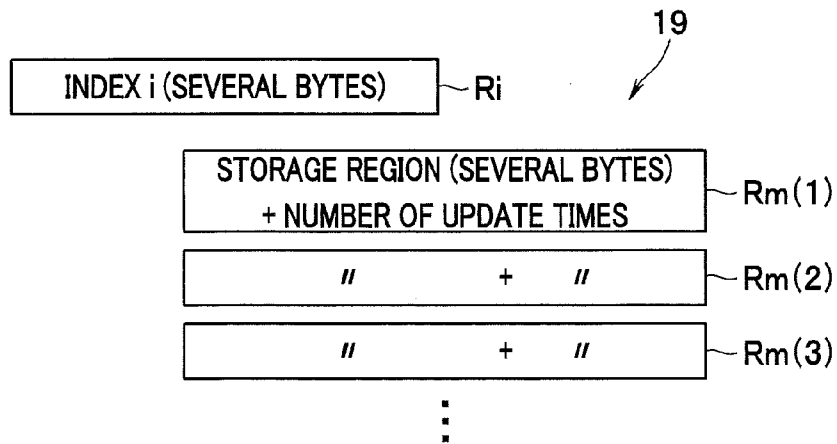 19
INDEX i (SEVERAL BYTES) Ri
STORAGE REGION (SEVERAL BYTES)
+ NUMBER OF UPDATE TIMES
Rm(1)
〃 + 〃 Rm(2)
〃 + 〃 Rm(3)